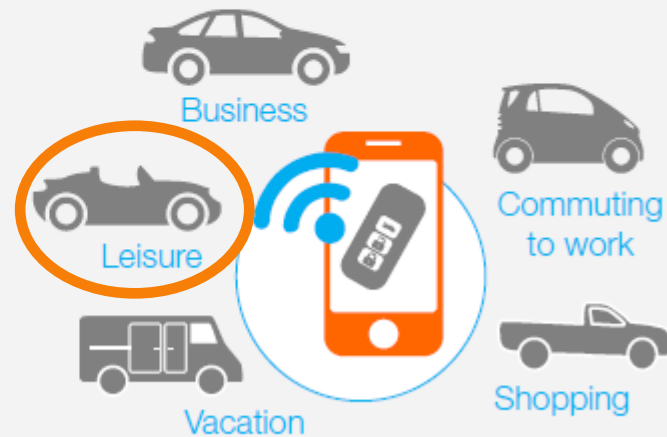 Business
Leisure
Commuting
to work
Shopping
Vacation